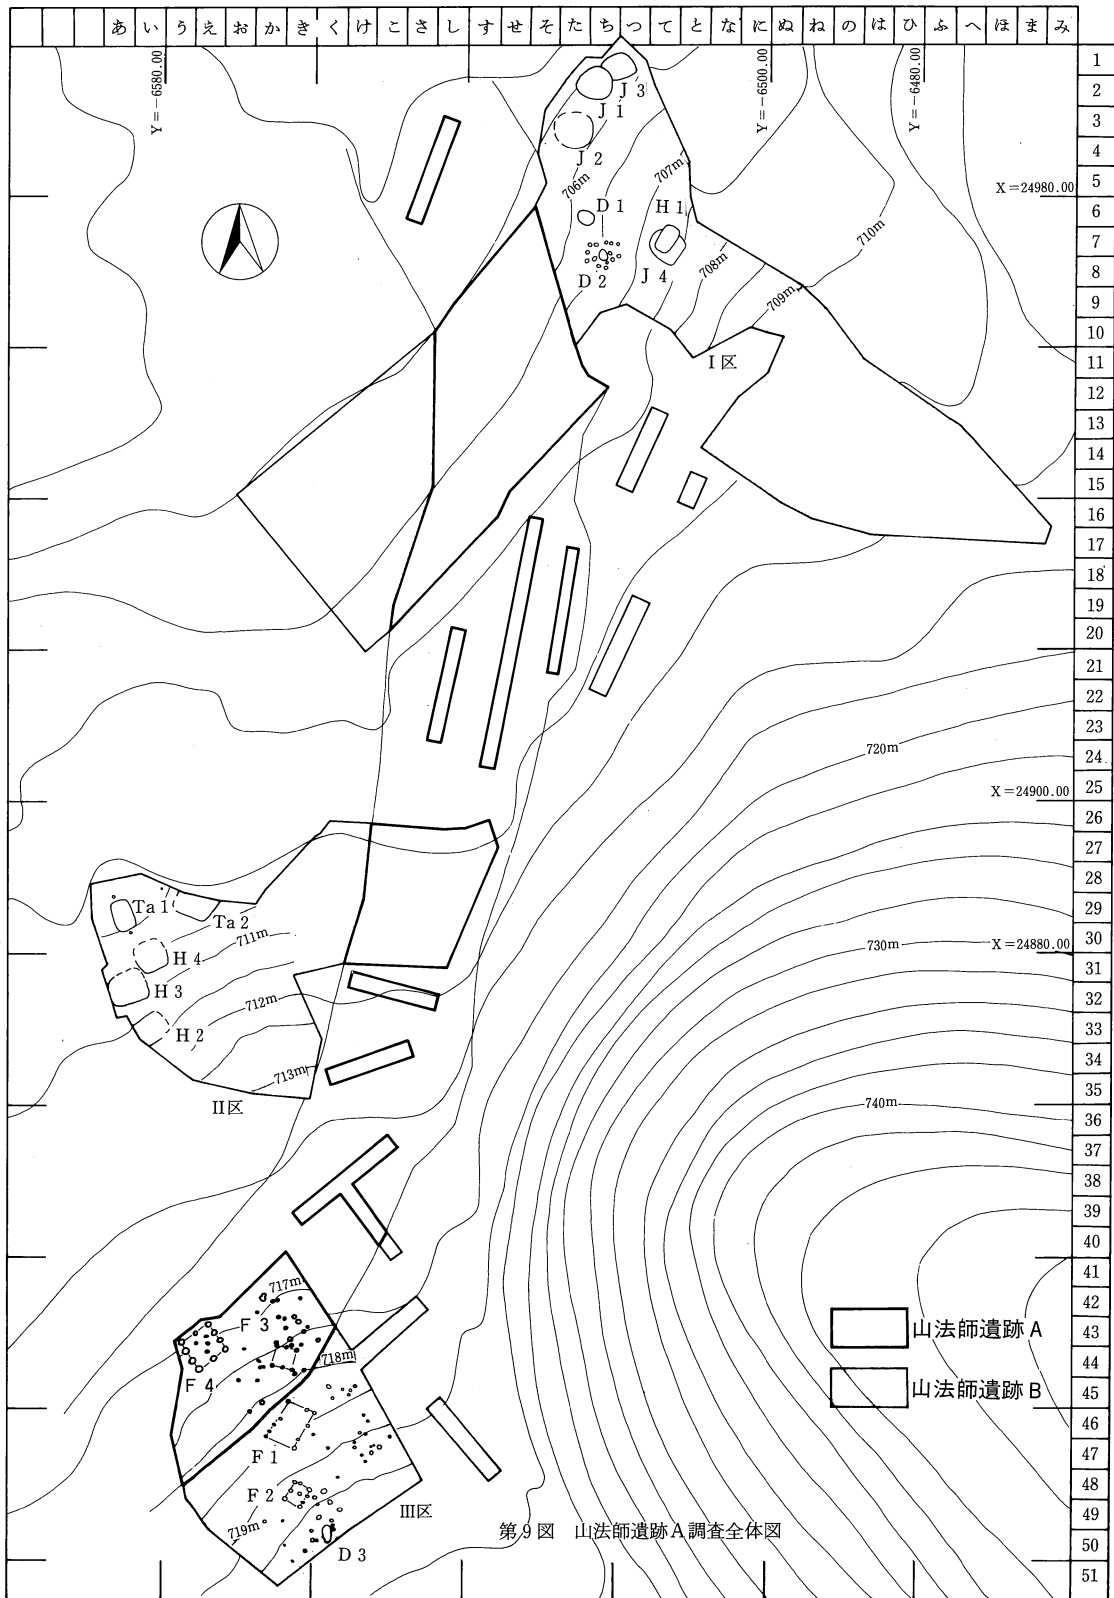 あ い う え お か き く け こ さ し す せ そ た ち つ て と な に ぬ ね の は ひ ふ へ ほ ま み
Y=-6580.00
Y=-6500.00
Y=-6480.00
1
2
3
4
5
6
7
8
9
10
11
12
13
14
15
16
17
18
19
20
21
22
23
24
25
26
27
28
29
30
31
32
33
34
35
36
37
38
39
40
41
42
43
44
45
46
47
48
49
50
51
J 3
J 1
J 2
706m
707m
X=24980.00
D 1
H 1
710m
D 2
J 4
708m
709m
I区
720m
X=24900.00
Ta 1
Ta 2
711m
H 4
730m
X=24880.00
H 3
712m
H 2
713m
II区
740m
717m
F 3
718m
F 4
山法師遺跡A
山法師遺跡B
F 1
F 2
III区
719m
D 3
第9図 山法師遺跡A調査全体図